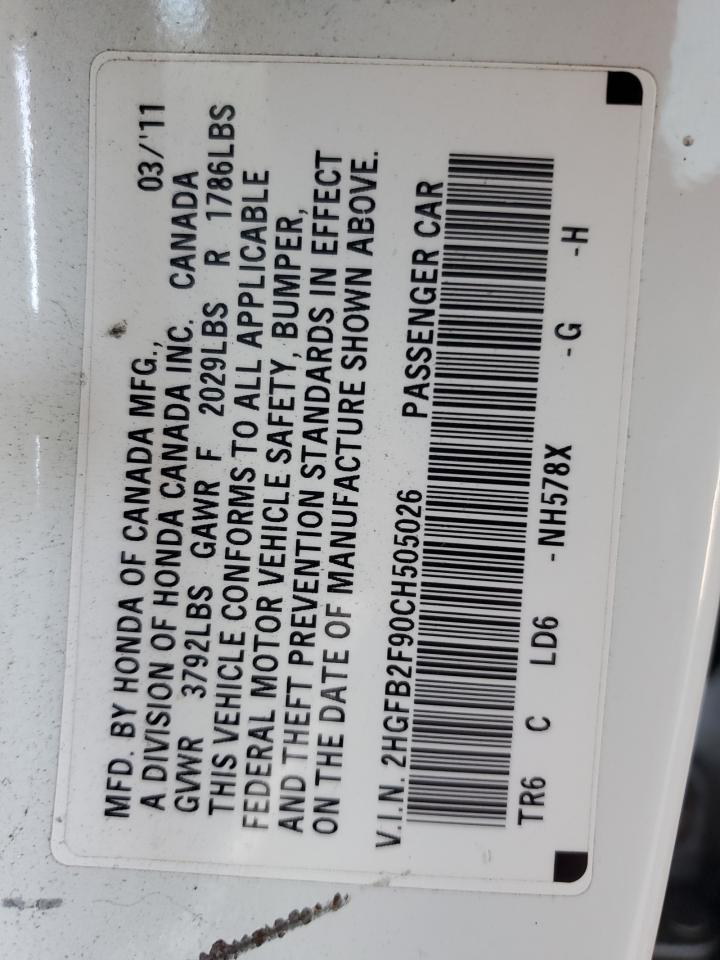 MFD. BY HONDA OF CANADA MFG., 03/'11
A DIVISION OF HONDA CANADA INC. CANADA
GVWR 3792LBS GAWR F 2029LBS R 1786LBS
THIS VEHICLE CONFORMS TO ALL APPLICABLE
FEDERAL MOTOR VEHICLE SAFETY, BUMPER,
AND THEFT PREVENTION STANDARDS IN EFFECT
ON THE DATE OF MANUFACTURE SHOWN ABOVE.
V.I.N. 2HGFB2F90CH505026 PASSENGER CAR
TR6 C LD6 -NH578X -G -H